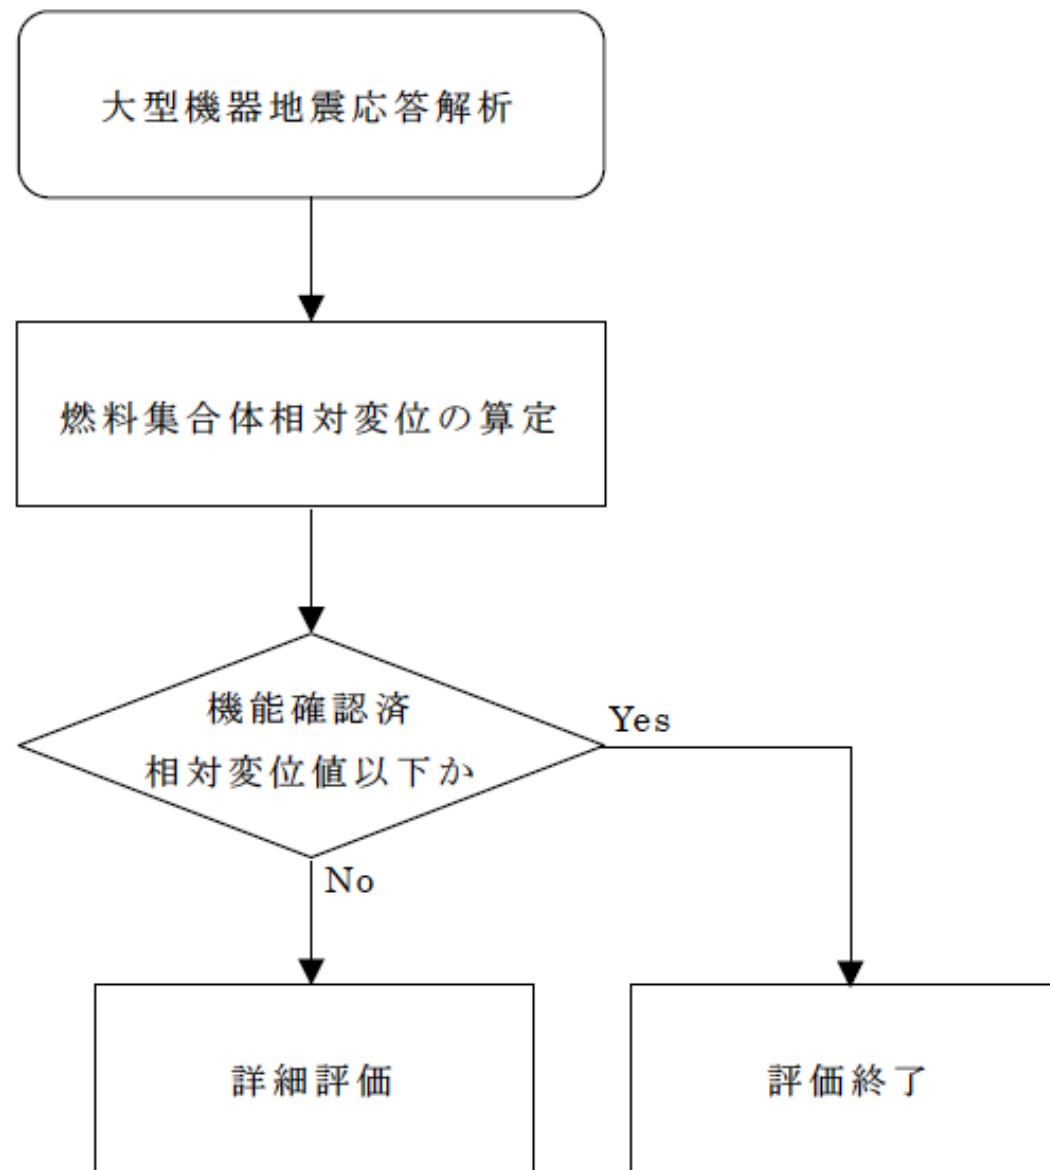 大型機器地震応答解析
燃料集合体相対変位の算定
機能確認済
相対変位値以下か
Yes
No
詳細評価
評価終了